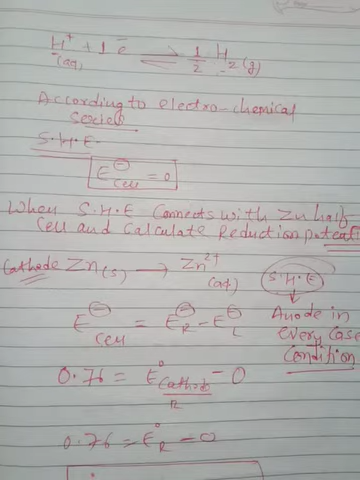 H⁺(aq) + 1ē ⇌ 1/2 H₂(g)
According to electro-chemical
series
S.H.E-
E⊖cell = 0
When S.H.E Connects with Zn half
Cell and Calculate Reduction potential
Cathode Zn(s) → Zn²⁺(aq)
S.H.E
↓
Anode in
every case
Condition
E⊖cell = E⊖R - E⊖L
0.76 = E°Cathode - 0
R
0.76 = E°R - 0